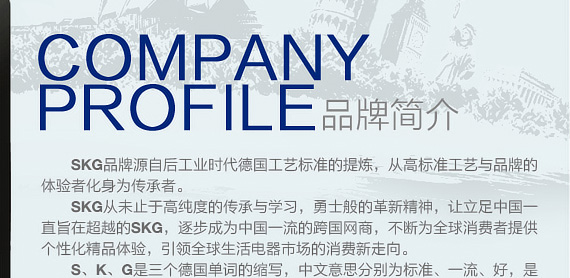 COMPANY
PROFILE品牌简介
SKG品牌源自后工业时代德国工艺标准的提炼，从高标准工艺与品牌的
体验者化身为传承者。
SKG从未止于高纯度的传承与学习，勇士般的革新精神，让立足中国一
直旨在超越的SKG，逐步成为中国一流的跨国网商，不断为全球消费者提供
个性化精品体验，引领全球生活电器市场的消费新走向。
S、K、G是三个德国单词的缩写，中文意思分别为标准、一流、好，是